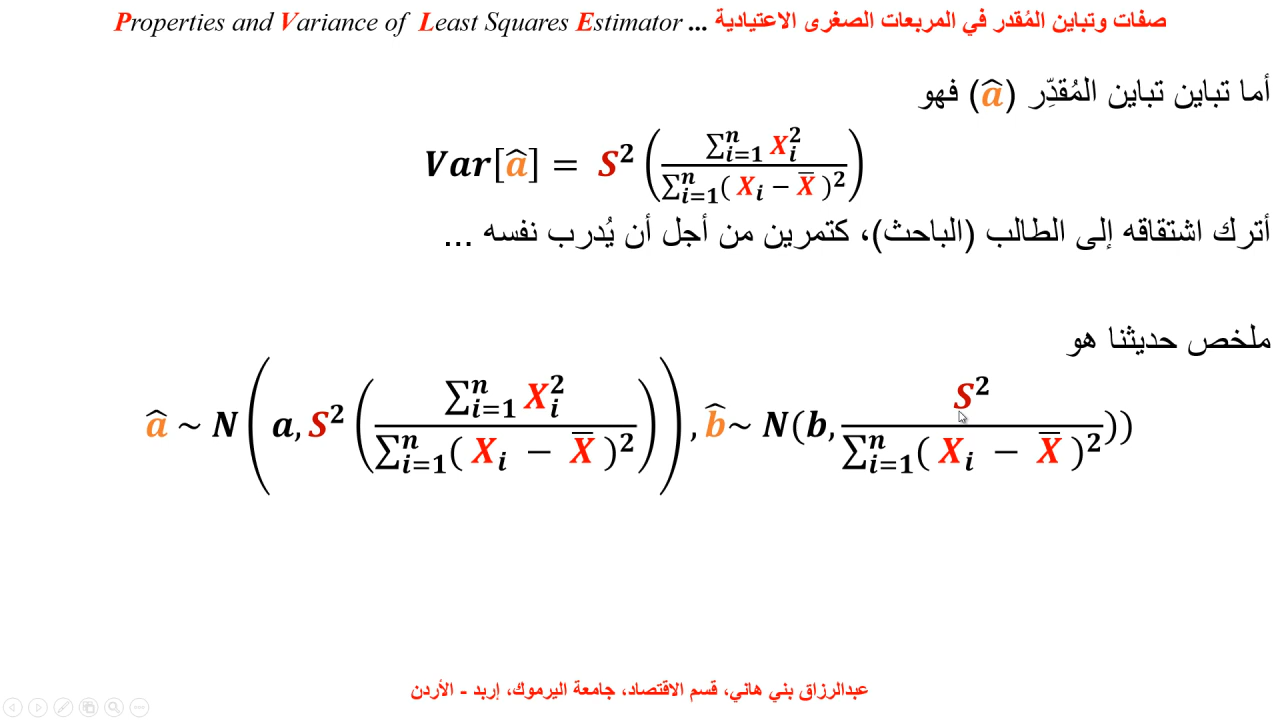 صفات وتباين المُقدر في المربعات الصغرى الاعتيادية ... Properties and Variance of Least Squares Estimator
أما تباين تباين المُقدِّر (â) فهو
Var[â] = S² (∑ⁿᵢ₌₁ Xᵢ² / ∑ⁿᵢ₌₁( Xᵢ − X̅ )²)
أترك اشتقاقه إلى الطالب (الباحث)، كتمرين من أجل أن يُدرب نفسه ...
ملخص حديثنا هو
â ~ N(a, S² (∑ⁿᵢ₌₁ Xᵢ² / ∑ⁿᵢ₌₁( Xᵢ − X̅ )²)), b̂~ N(b, S² / ∑ⁿᵢ₌₁( Xᵢ − X̅ )²))
عبدالرزاق بني هاني، قسم الاقتصاد، جامعة اليرموك، إربد - الأردن